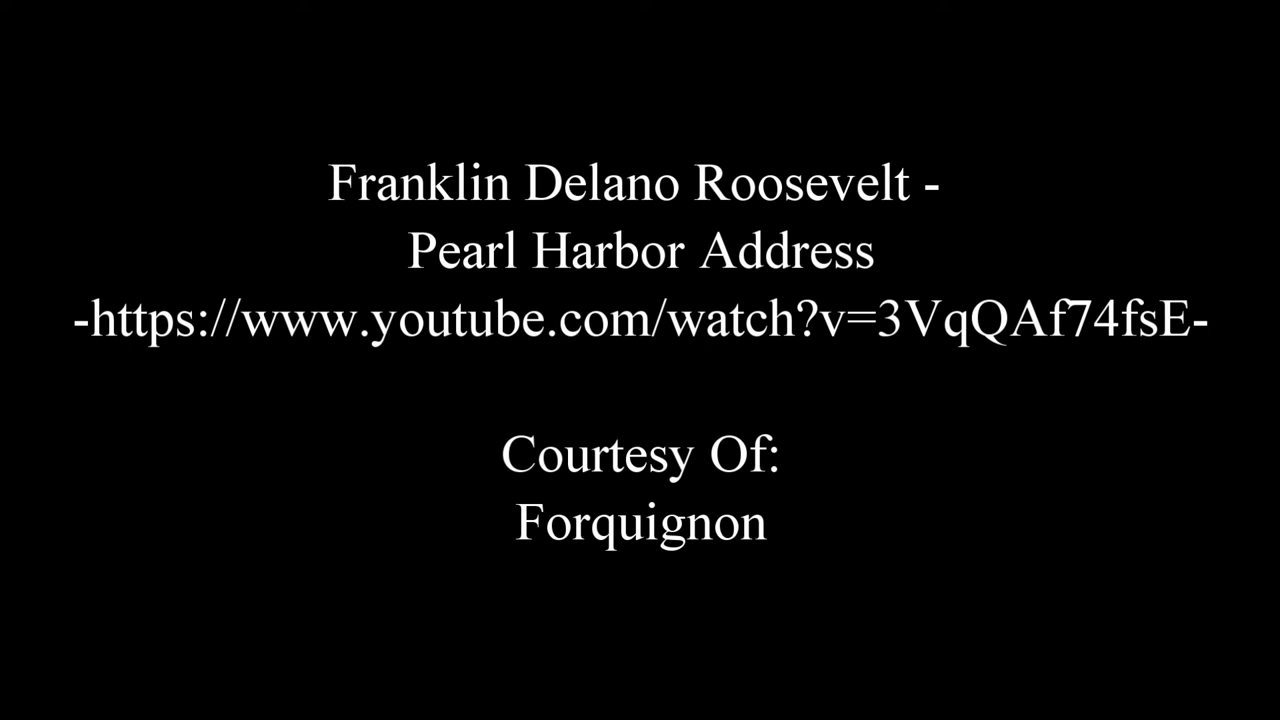 Franklin Delano Roosevelt -
Pearl Harbor Address
-https://www.youtube.com/watch?v=3VqQAf74fsE-
Courtesy Of:
Forquignon